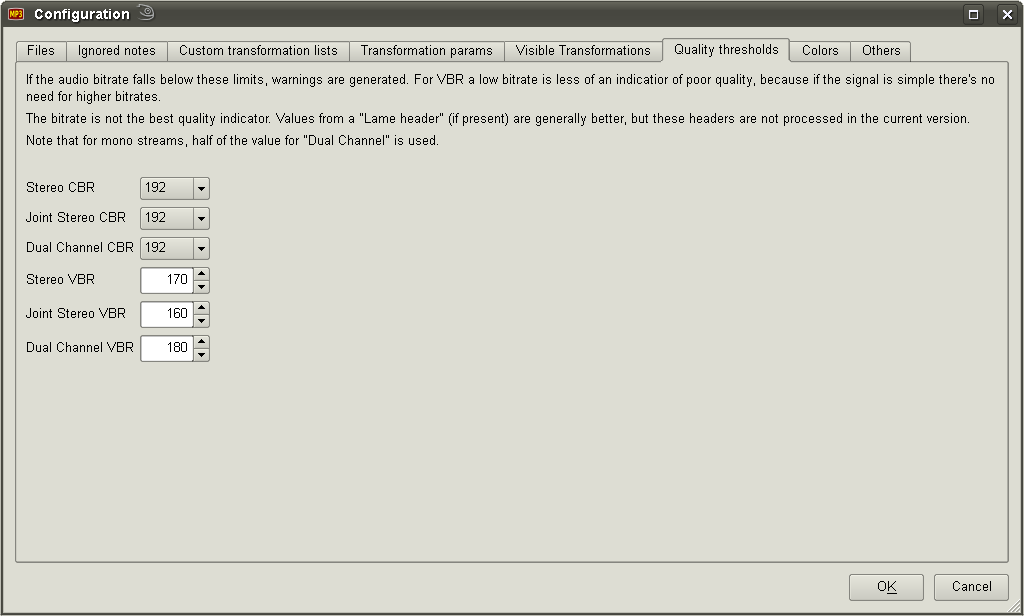 MP3 Configuration
Files Ignored notes Custom transformation lists Transformation params Visible Transformations Quality thresholds Colors Others
If the audio bitrate falls below these limits, warnings are generated. For VBR a low bitrate is less of an indicatior of poor quality, because if the signal is simple there's no
need for higher bitrates.
The bitrate is not the best quality indicator. Values from a "Lame header" (if present) are generally better, but these headers are not processed in the current version.
Note that for mono streams, half of the value for "Dual Channel" is used.
Stereo CBR 192
Joint Stereo CBR 192
Dual Channel CBR 192
Stereo VBR 170
Joint Stereo VBR 160
Dual Channel VBR 180
OK Cancel